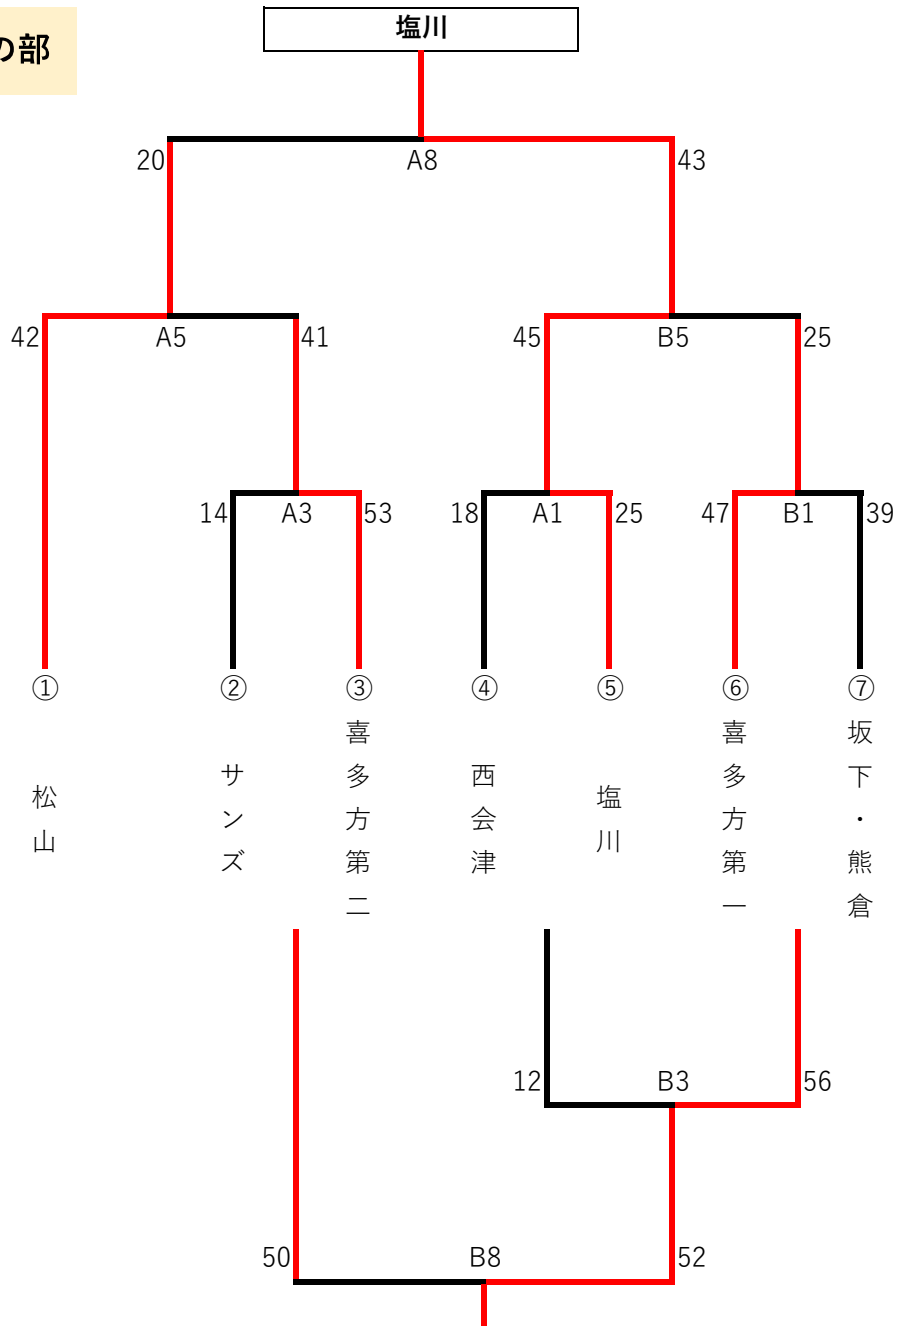 塩川
の部
20 A8 43
42 A5 41 45 B5 25
14 A3 53 18 A1 25 47 B1 39
① ② ③ ④ ⑤ ⑥ ⑦
松山
サンズ
喜多方第二
西会津
塩川
喜多方第一
坂下・熊倉
12 B3 56
50 B8 52